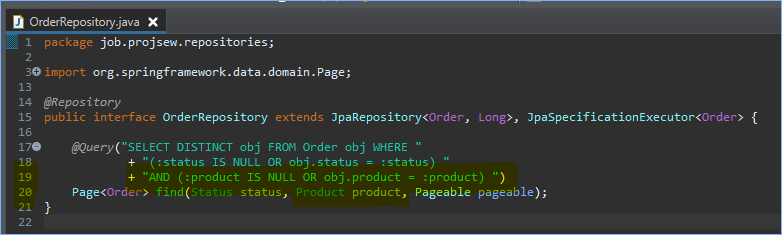 OrderRepository.java
1 package job.projsew.repositories;
2
3 import org.springframework.data.domain.Page;
13
14 @Repository
15 public interface OrderRepository extends JpaRepository<Order, Long>, JpaSpecificationExecutor<Order> {
16
17 @Query("SELECT DISTINCT obj FROM Order obj WHERE "
18 + "(:status IS NULL OR obj.status = :status) "
19 + "AND (:product IS NULL OR obj.product = :product) ")
20 Page<Order> find(Status status, Product product, Pageable pageable);
21 }
22